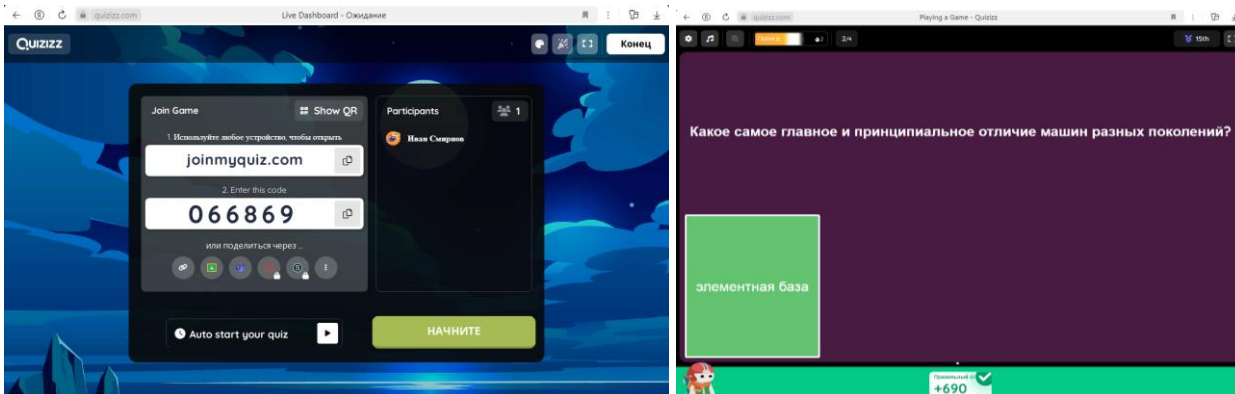 quizizz.com
Live Dashboard - Ожидание
QUIZIZZ
Конец
Join Game
Show QR
1. Используйте любое устройство, чтобы открыть
joinmyquiz.com
2. Enter this code
066869
или поделиться через ...
Auto start your quiz
Participants
1
Иван Смирнов
НАЧНИТЕ
quizizz.com
Playing a Game - Quizizz
2
2/4
15th
Какое самое главное и принципиальное отличие машин разных поколений?
элементная база
+690